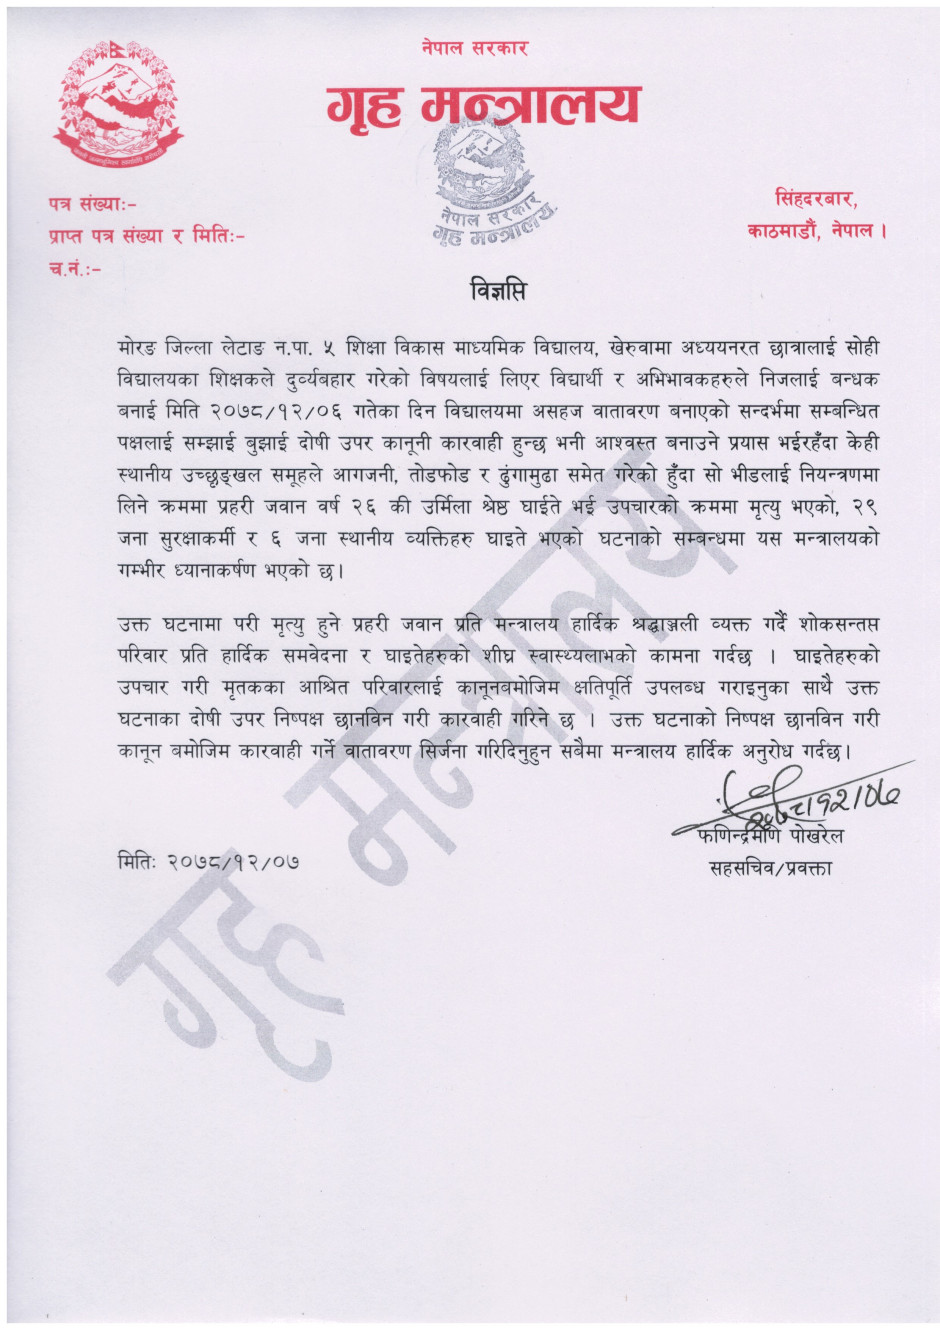 नेपाल सरकार
गृह मन्त्रालय
नेपाल सरकार
गृह मन्त्रालय
पत्र संख्याः-
प्राप्त पत्र संख्या र मितिः-
च.नं.:-
सिंहदरबार,
काठमाडौं, नेपाल ।
विज्ञप्ति
मोरङ जिल्ला लेटाङ न.पा. ५ शिक्षा विकास माध्यमिक विद्यालय, खेरुवामा अध्ययनरत छात्रालाई सोही
विद्यालयका शिक्षकले दुर्व्यबहार गरेको विषयलाई लिएर विद्यार्थी र अभिभावकहरुले निजलाई बन्धक
बनाई मिति २०७८/१२/०६ गतेका दिन विद्यालयमा असहज वातावरण बनाएको सन्दर्भमा सम्बन्धित
पक्षलाई सम्झाई बुझाई दोषी उपर कानूनी कारवाही हुन्छ भनी आश्वस्त बनाउने प्रयास भईरहँदा केही
स्थानीय उच्छृङ्खल समूहले आगजनी, तोडफोड र ढुंगामुढा समेत गरेको हुँदा सो भीडलाई नियन्त्रणमा
लिने क्रममा प्रहरी जवान वर्ष २६ की उर्मिला श्रेष्ठ घाईते भई उपचारको क्रममा मृत्यु भएको, २९
जना सुरक्षाकर्मी र ६ जना स्थानीय व्यक्तिहरु घाइते भएको घटनाको सम्बन्धमा यस मन्त्रालयको
गम्भीर ध्यानाकर्षण भएको छ।
उक्त घटनामा परी मृत्यु हुने प्रहरी जवान प्रति मन्त्रालय हार्दिक श्रद्धाञ्जली व्यक्त गर्दै शोकसन्तप्त
परिवार प्रति हार्दिक समवेदना र घाइतेहरुको शीघ्र स्वास्थ्यलाभको कामना गर्दछ । घाइतेहरुको
उपचार गरी मृतकका आश्रित परिवारलाई कानूनबमोजिम क्षतिपूर्ति उपलब्ध गराइनुका साथै उक्त
घटनाका दोषी उपर निष्पक्ष छानविन गरी कारवाही गरिने छ । उक्त घटनाको निष्पक्ष छानविन गरी
कानून बमोजिम कारवाही गर्ने वातावरण सिर्जना गरिदिनुहुन सबैमा मन्त्रालय हार्दिक अनुरोध गर्दछ।
२०७८/१२/०७
फणिन्द्रमणि पोखरेल
सहसचिव/प्रवक्ता
मितिः २०७८/१२/०७
गृह मन्त्रालय